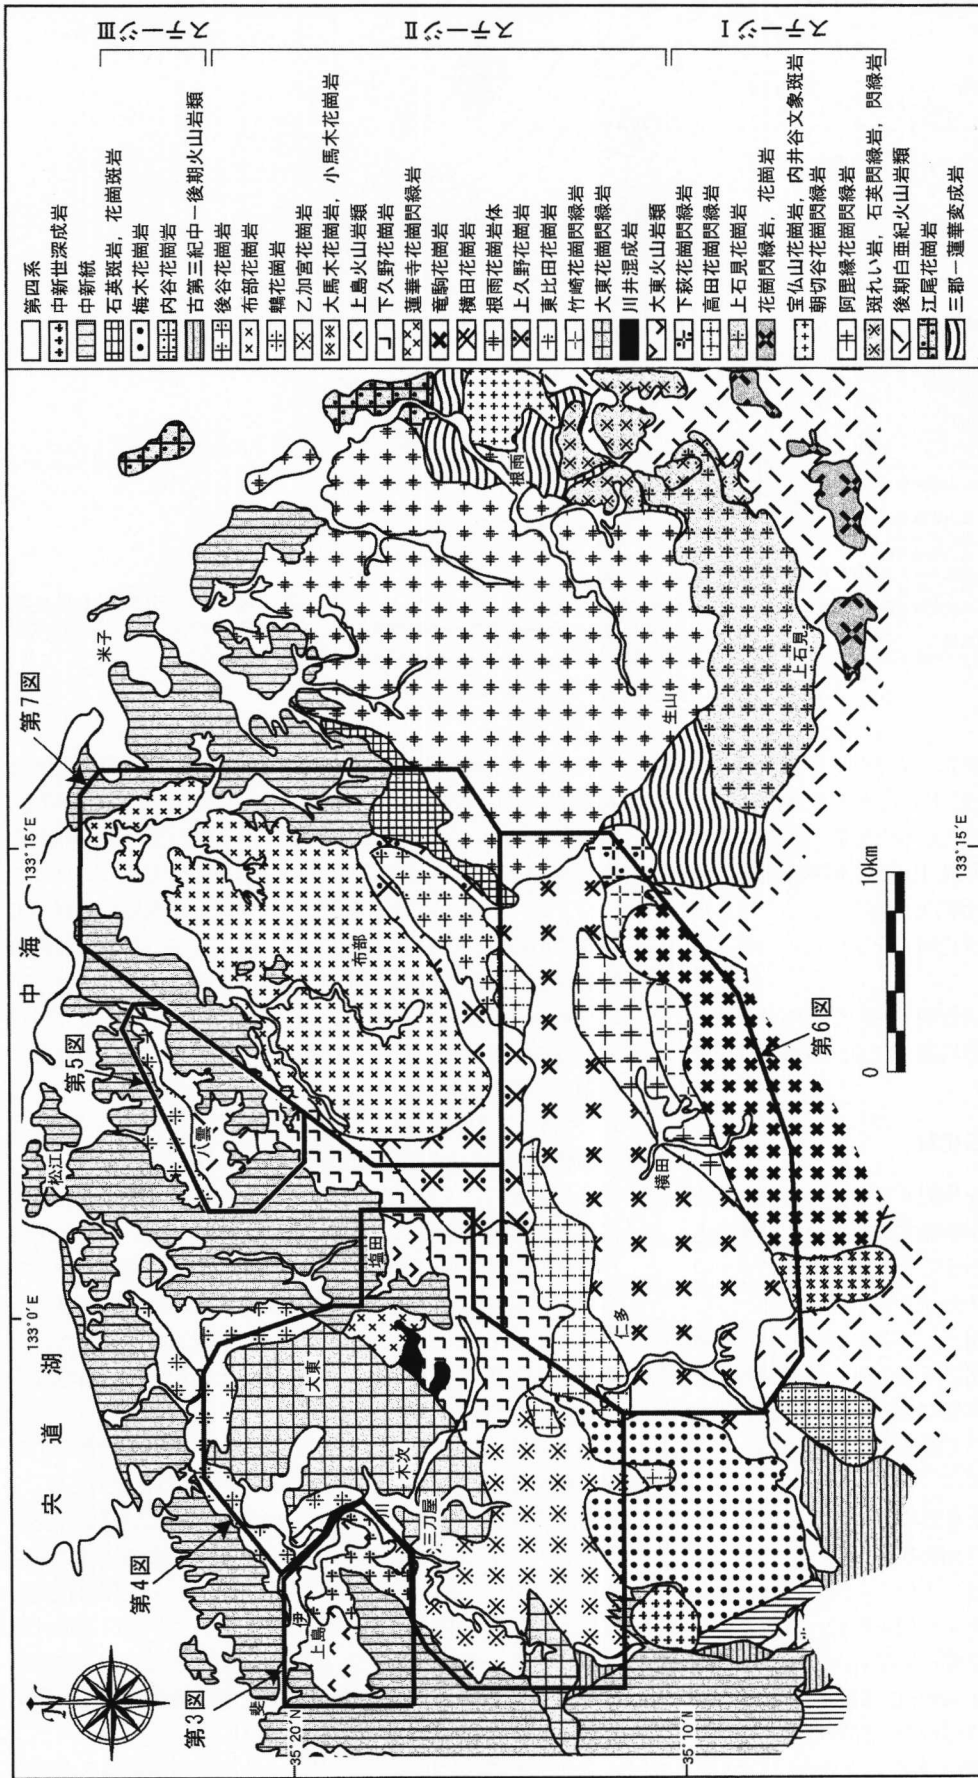 第四系
中新世深成岩
中新統
石英斑岩，花崗斑岩
梅木花崗岩
内谷花崗岩
古第三紀中－後期火山岩類
後谷花崗岩
布部花崗岩
鵯花崗岩
乙加宮花崗岩
大馬木花崗岩，小馬木花崗岩
上島火山岩類
下久野花崗岩
蓮華寺花崗閃緑岩
竜駒花崗岩
横田花崗岩
根雨花崗岩体
上久野花崗岩
東比田花崗岩
竹崎花崗閃緑岩
大東花崗閃緑岩
川井混成岩
大東火山岩類
下萩花崗閃緑岩
高田花崗閃緑岩
上石見花崗岩
花崗閃緑岩，花崗岩
宝仏山花崗岩，内井谷文象斑岩
朝切谷花崗閃緑岩
阿毘縁花崗閃緑岩
斑れい岩，石英閃緑岩，閃緑岩
後期白亜紀火山岩類
江尾花崗岩
三郡－蓮華変成岩
ステージⅢ
ステージⅡ
ステージⅠ
N
宍道湖
中海
133°0′E
133°15′E
133°15′E
35°20′N
35°10′N
第3図
第4図
第5図
第6図
第7図
松江
米子
八雲
布部
根雨
塩田
大東
木次
三刀屋
上島
斐
伊
川
仁多
横田
生山
上石見
0
10km